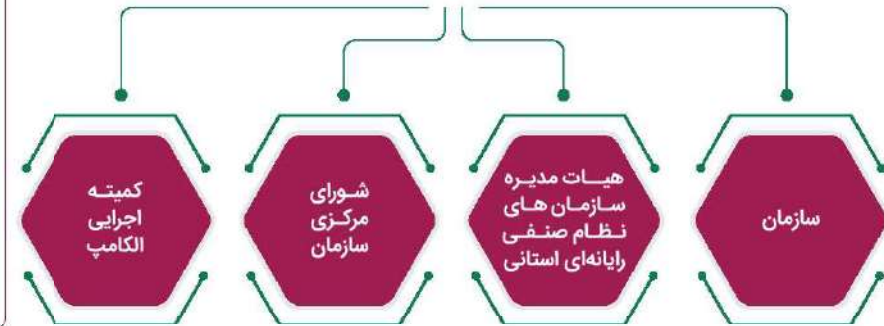 سازمان
هیات مدیره
سازمان های
نظام صنفی
رایانه‌ای استانی
شورای
مرکزی
سازمان
کمیته
اجرایی
الکامپ